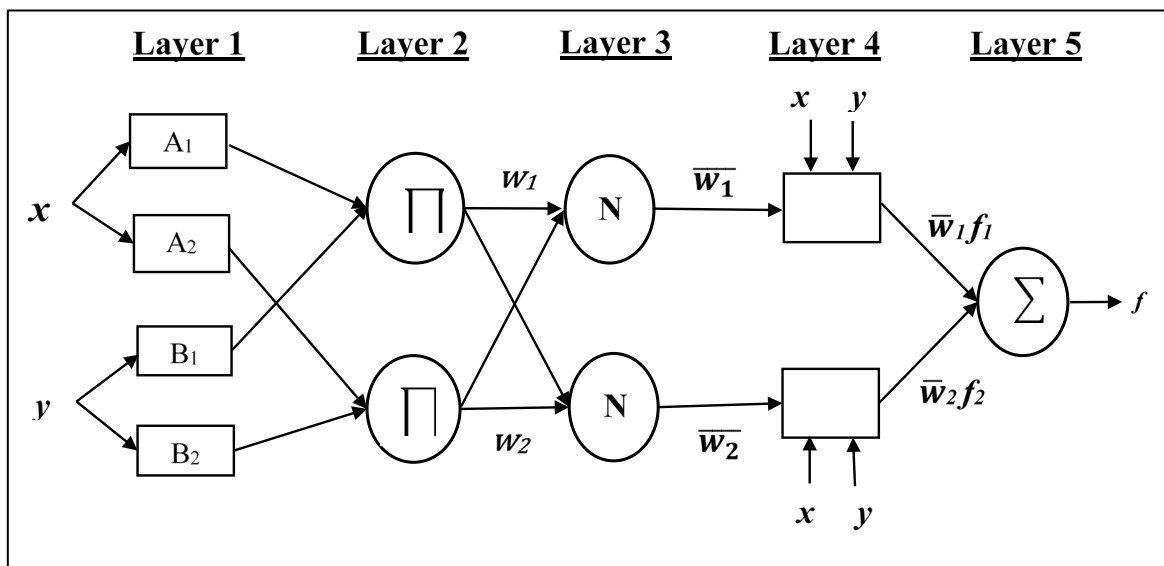 Layer 1 Layer 2 Layer 3 Layer 4 Layer 5
x y
A₁
∏ w₁ N w̅₁
x
A₂
w̅₁f₁
∑ f
B₁
y
∏ w₂ N w̅₂
w̅₂f₂
B₂
x y